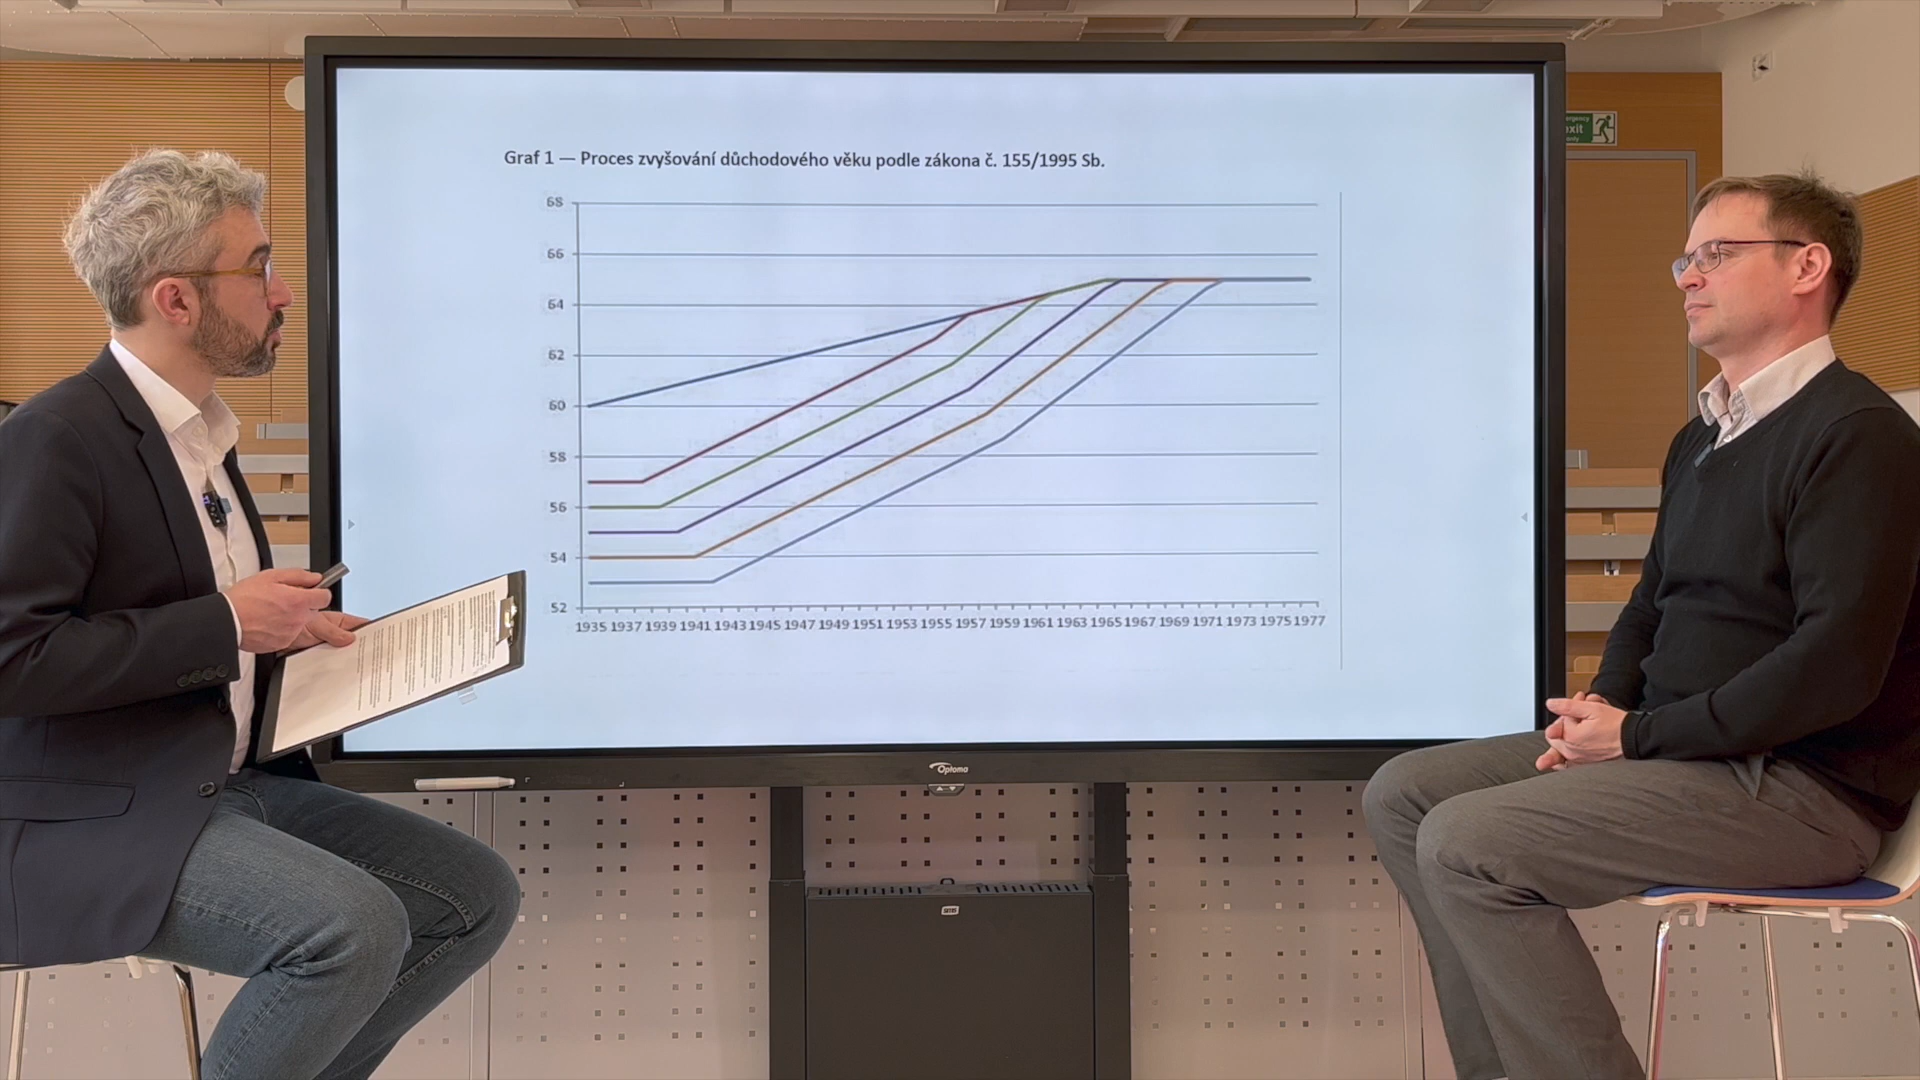 Graf 1 — Proces zvyšování důchodového věku podle zákona č. 155/1995 Sb.
68
66
64
62
60
58
56
54
52
1935 1937 1939 1941 1943 1945 1947 1949 1951 1953 1955 1957 1959 1961 1963 1965 1967 1969 1971 1973 1975 1977
exit
only
Optoma